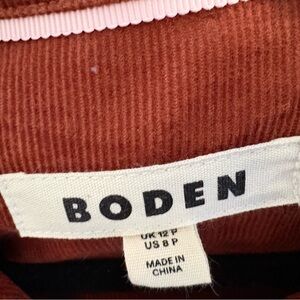 BODEN
UK 12 P
US 8 P
MADE IN
CHINA